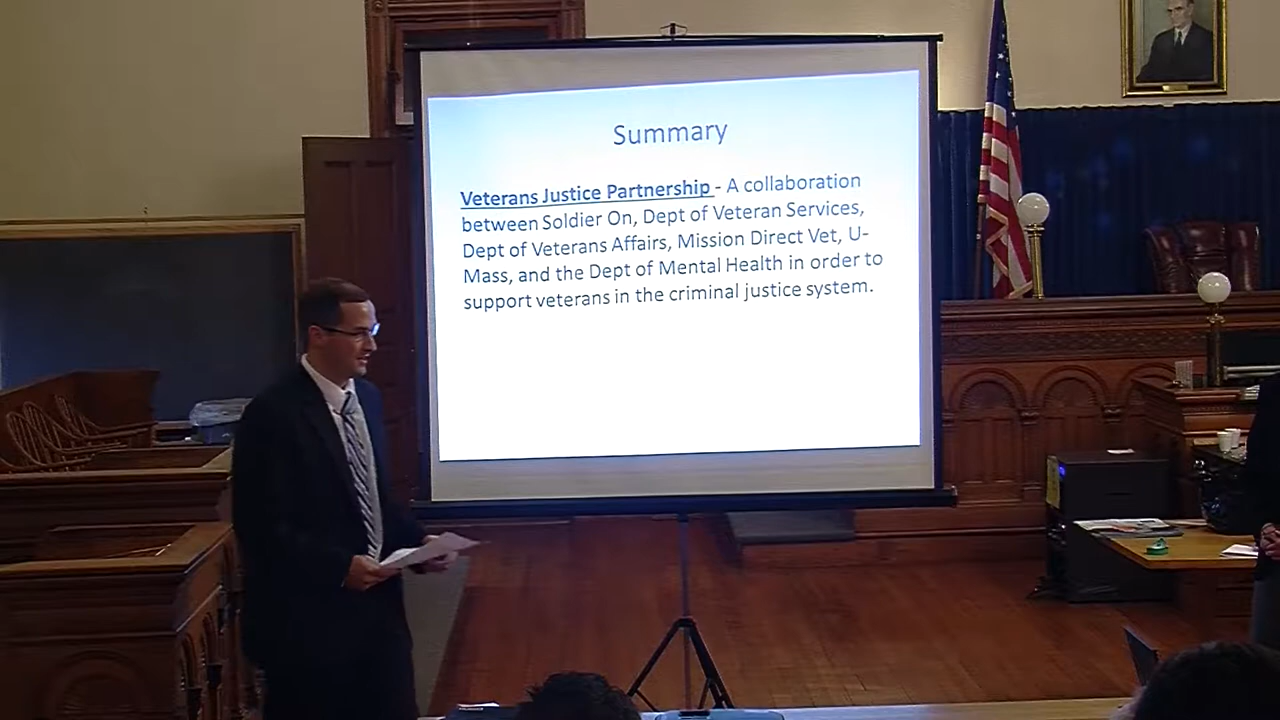 Summary
Veterans Justice Partnership - A collaboration
between Soldier On, Dept of Veteran Services,
Dept of Veterans Affairs, Mission Direct Vet, U-
Mass, and the Dept of Mental Health in order to
support veterans in the criminal justice system.